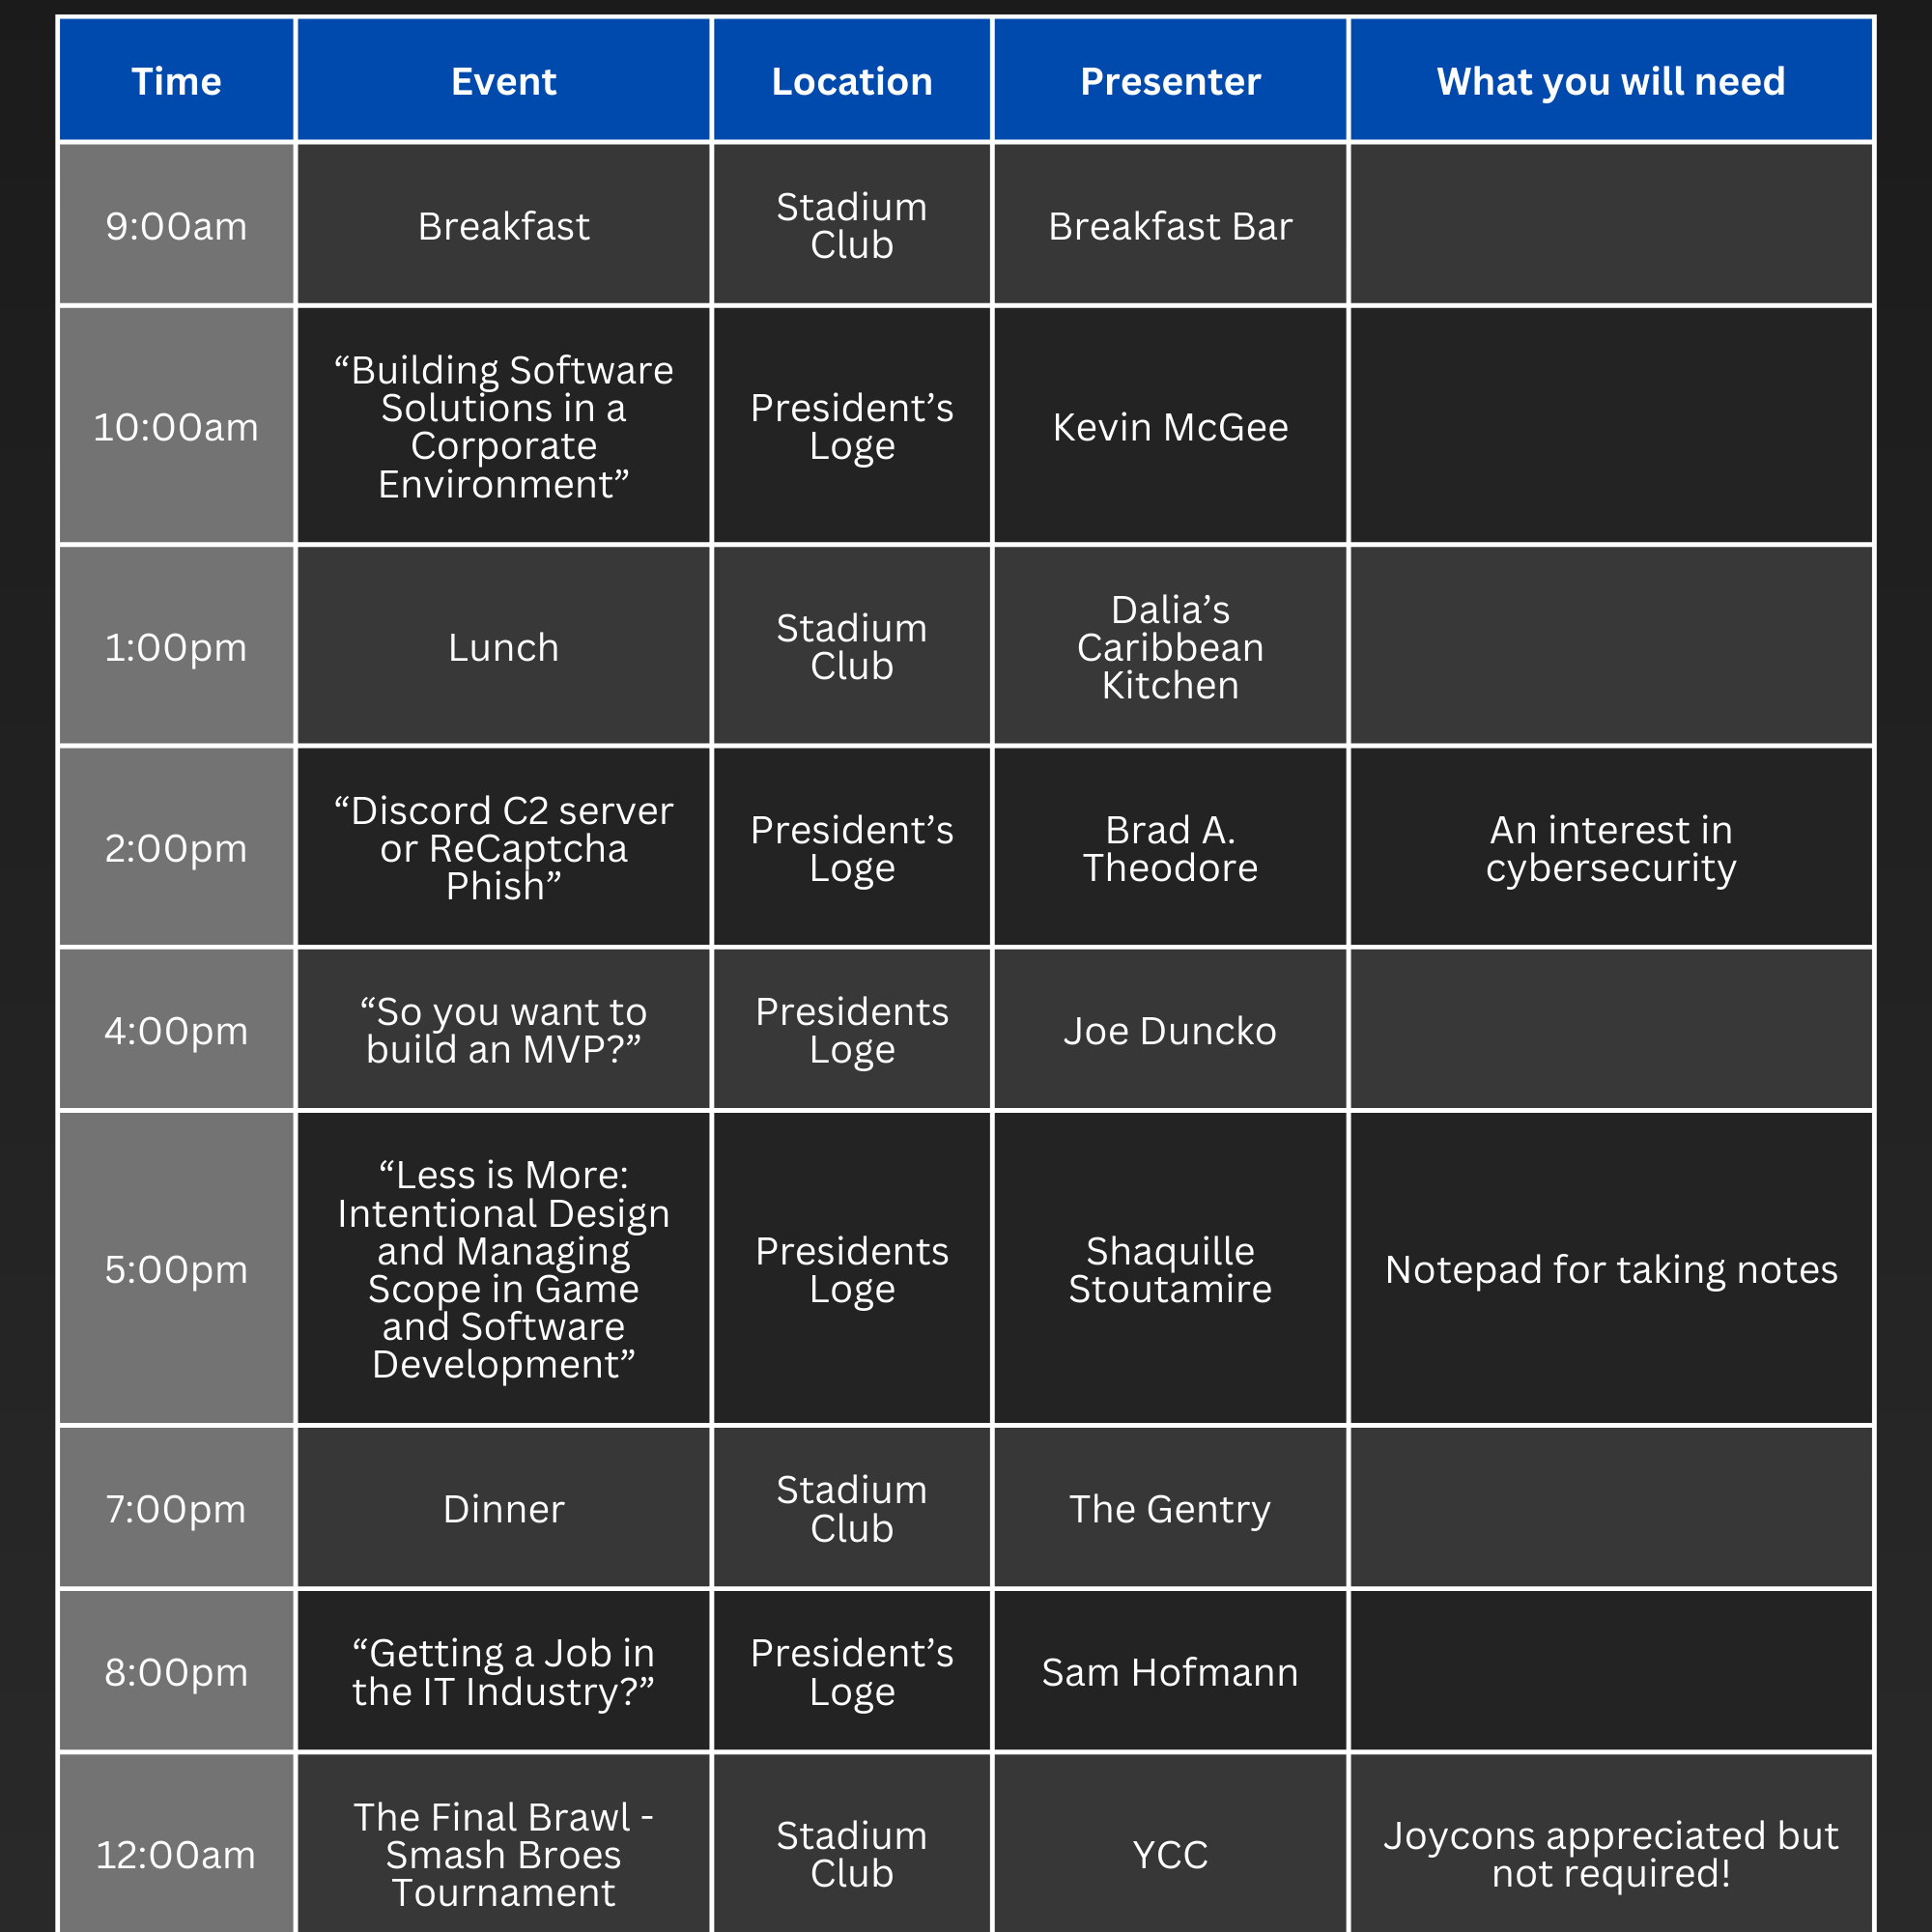 Time Event Location Presenter What you will need
9:00am Breakfast Stadium
Club Breakfast Bar
10:00am “Building Software
Solutions in a
Corporate
Environment” President’s
Loge Kevin McGee
1:00pm Lunch Stadium
Club Dalia’s
Caribbean
Kitchen
2:00pm “Discord C2 server
or ReCaptcha
Phish” President’s
Loge Brad A.
Theodore An interest in
cybersecurity
4:00pm “So you want to
build an MVP?” Presidents
Loge Joe Duncko
5:00pm “Less is More:
Intentional Design
and Managing
Scope in Game
and Software
Development” Presidents
Loge Shaquille
Stoutamire Notepad for taking notes
7:00pm Dinner Stadium
Club The Gentry
8:00pm “Getting a Job in
the IT Industry?” President’s
Loge Sam Hofmann
12:00am The Final Brawl -
Smash Broes
Tournament Stadium
Club YCC Joycons appreciated but
not required!